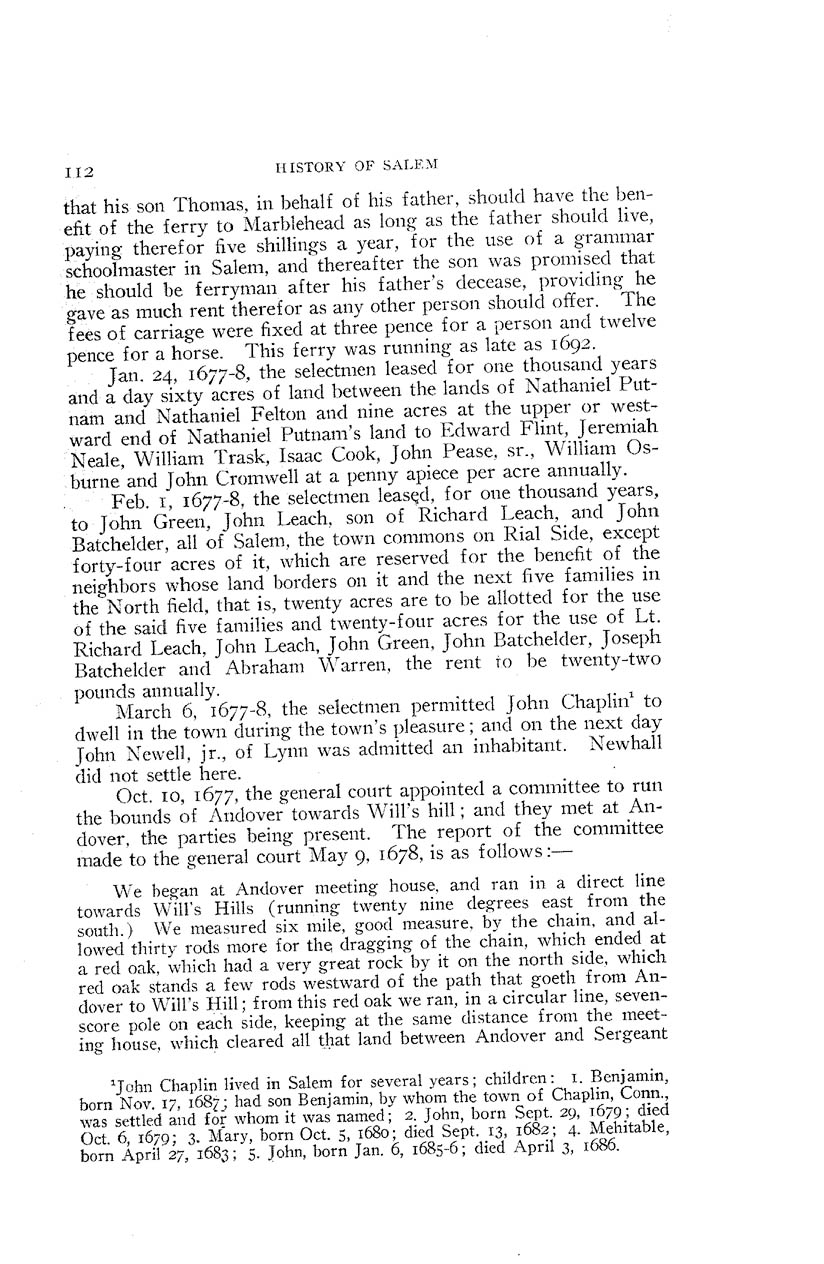 112 HISTORY OF SALEM
that his son Thomas, in behalf of his father, should have the ben-
efit of the ferry to Marblehead as long as the father should live,
paying therefor five shillings a year, for the use of a grammar
schoolmaster in Salem, and thereafter the son was promised that
he should be ferryman after his father's decease, providing he
gave as much rent therefor as any other person should offer. The
fees of carriage were fixed at three pence for a person and twelve
pence for a horse. This ferry was running as late as 1692.
Jan. 24, 1677-8, the selectmen leased for one thousand years
and a day sixty acres of land between the lands of Nathaniel Put-
nam and Nathaniel Felton and nine acres at the upper or west-
ward end of Nathaniel Putnam's land to Edward Flint, Jeremiah
Neale, William Trask, Isaac Cook, John Pease, sr., William Os-
burne and John Cromwell at a penny apiece per acre annually.
Feb. 1, 1677-8, the selectmen leased, for one thousand years,
to John Green, John Leach, son of Richard Leach, and John
Batchelder, all of Salem, the town commons on Rial Side, except
forty-four acres of it, which are reserved for the benefit of the
neighbors whose land borders on it and the next five families in
the North field, that is, twenty acres are to be allotted for the use
of the said five families and twenty-four acres for the use of Lt.
Richard Leach, John Leach, John Green, John Batchelder, Joseph
Batchelder and Abraham Warren, the rent to be twenty-two
pounds annually.
March 6, 1677-8, the selectmen permitted John Chaplin¹ to
dwell in the town during the town's pleasure; and on the next day
John Newell, jr., of Lynn was admitted an inhabitant. Newhall
did not settle here.
Oct. 10, 1677, the general court appointed a committee to run
the bounds of Andover towards Will's hill; and they met at An-
dover, the parties being present. The report of the committee
made to the general court May 9, 1678, is as follows:—
We began at Andover meeting house, and ran in a direct line
towards Will's Hills (running twenty nine degrees east from the
south.) We measured six mile, good measure, by the chain, and al-
lowed thirty rods more for the dragging of the chain, which ended at
a red oak, which had a very great rock by it on the north side, which
red oak stands a few rods westward of the path that goeth from An-
dover to Will's Hill; from this red oak we ran, in a circular line, seven-
score pole on each side, keeping at the same distance from the meet-
ing house, which cleared all that land between Andover and Sergeant
¹John Chaplin lived in Salem for several years; children: 1. Benjamin,
born Nov. 17, 1687; had son Benjamin, by whom the town of Chaplin, Conn.,
was settled and for whom it was named; 2. John, born Sept. 29, 1679; died
Oct. 6, 1679; 3. Mary, born Oct. 5, 1680; died Sept. 13, 1682; 4. Mehitable,
born April 27, 1683; 5. John, born Jan. 6, 1685-6; died April 3, 1686.